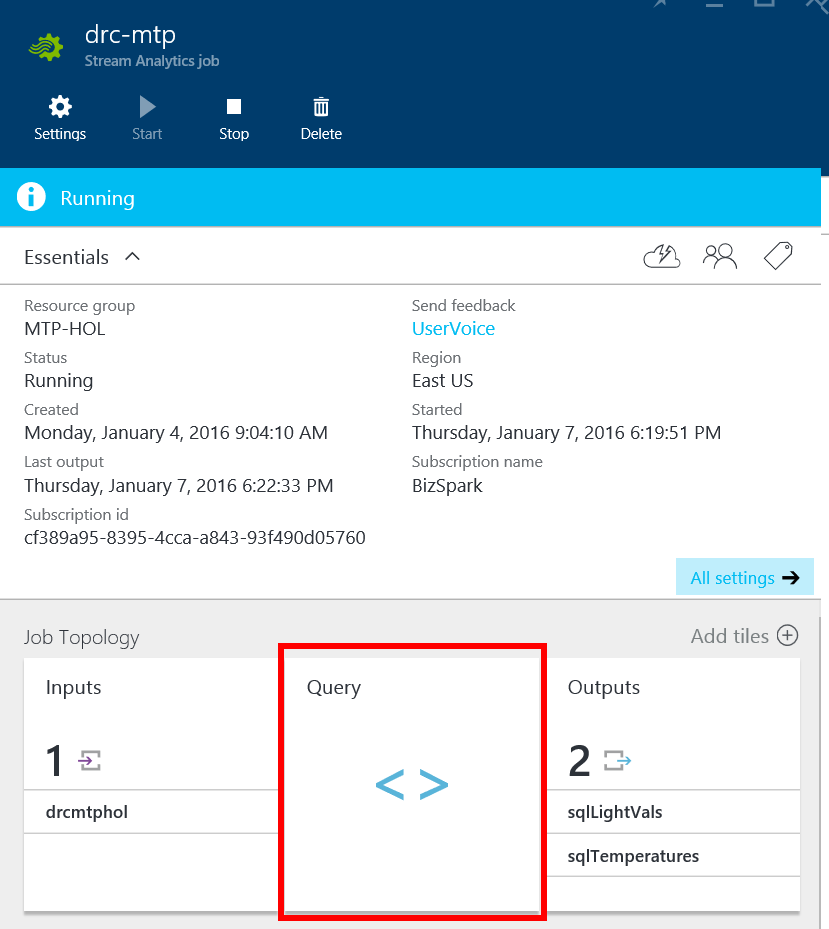 drc-mtp
Stream Analytics job
Settings
Start
Stop
Delete
Running
Essentials
Resource group
MTP-HOL
Send feedback
UserVoice
Status
Running
Region
East US
Created
Monday, January 4, 2016 9:04:10 AM
Started
Thursday, January 7, 2016 6:19:51 PM
Last output
Thursday, January 7, 2016 6:22:33 PM
Subscription name
BizSpark
Subscription id
cf389a95-8395-4cca-a843-93f490d05760
All settings
Job Topology
Add tiles
Inputs
1
drcmtphol
Query
< >
Outputs
2
sqlLightVals
sqlTemperatures